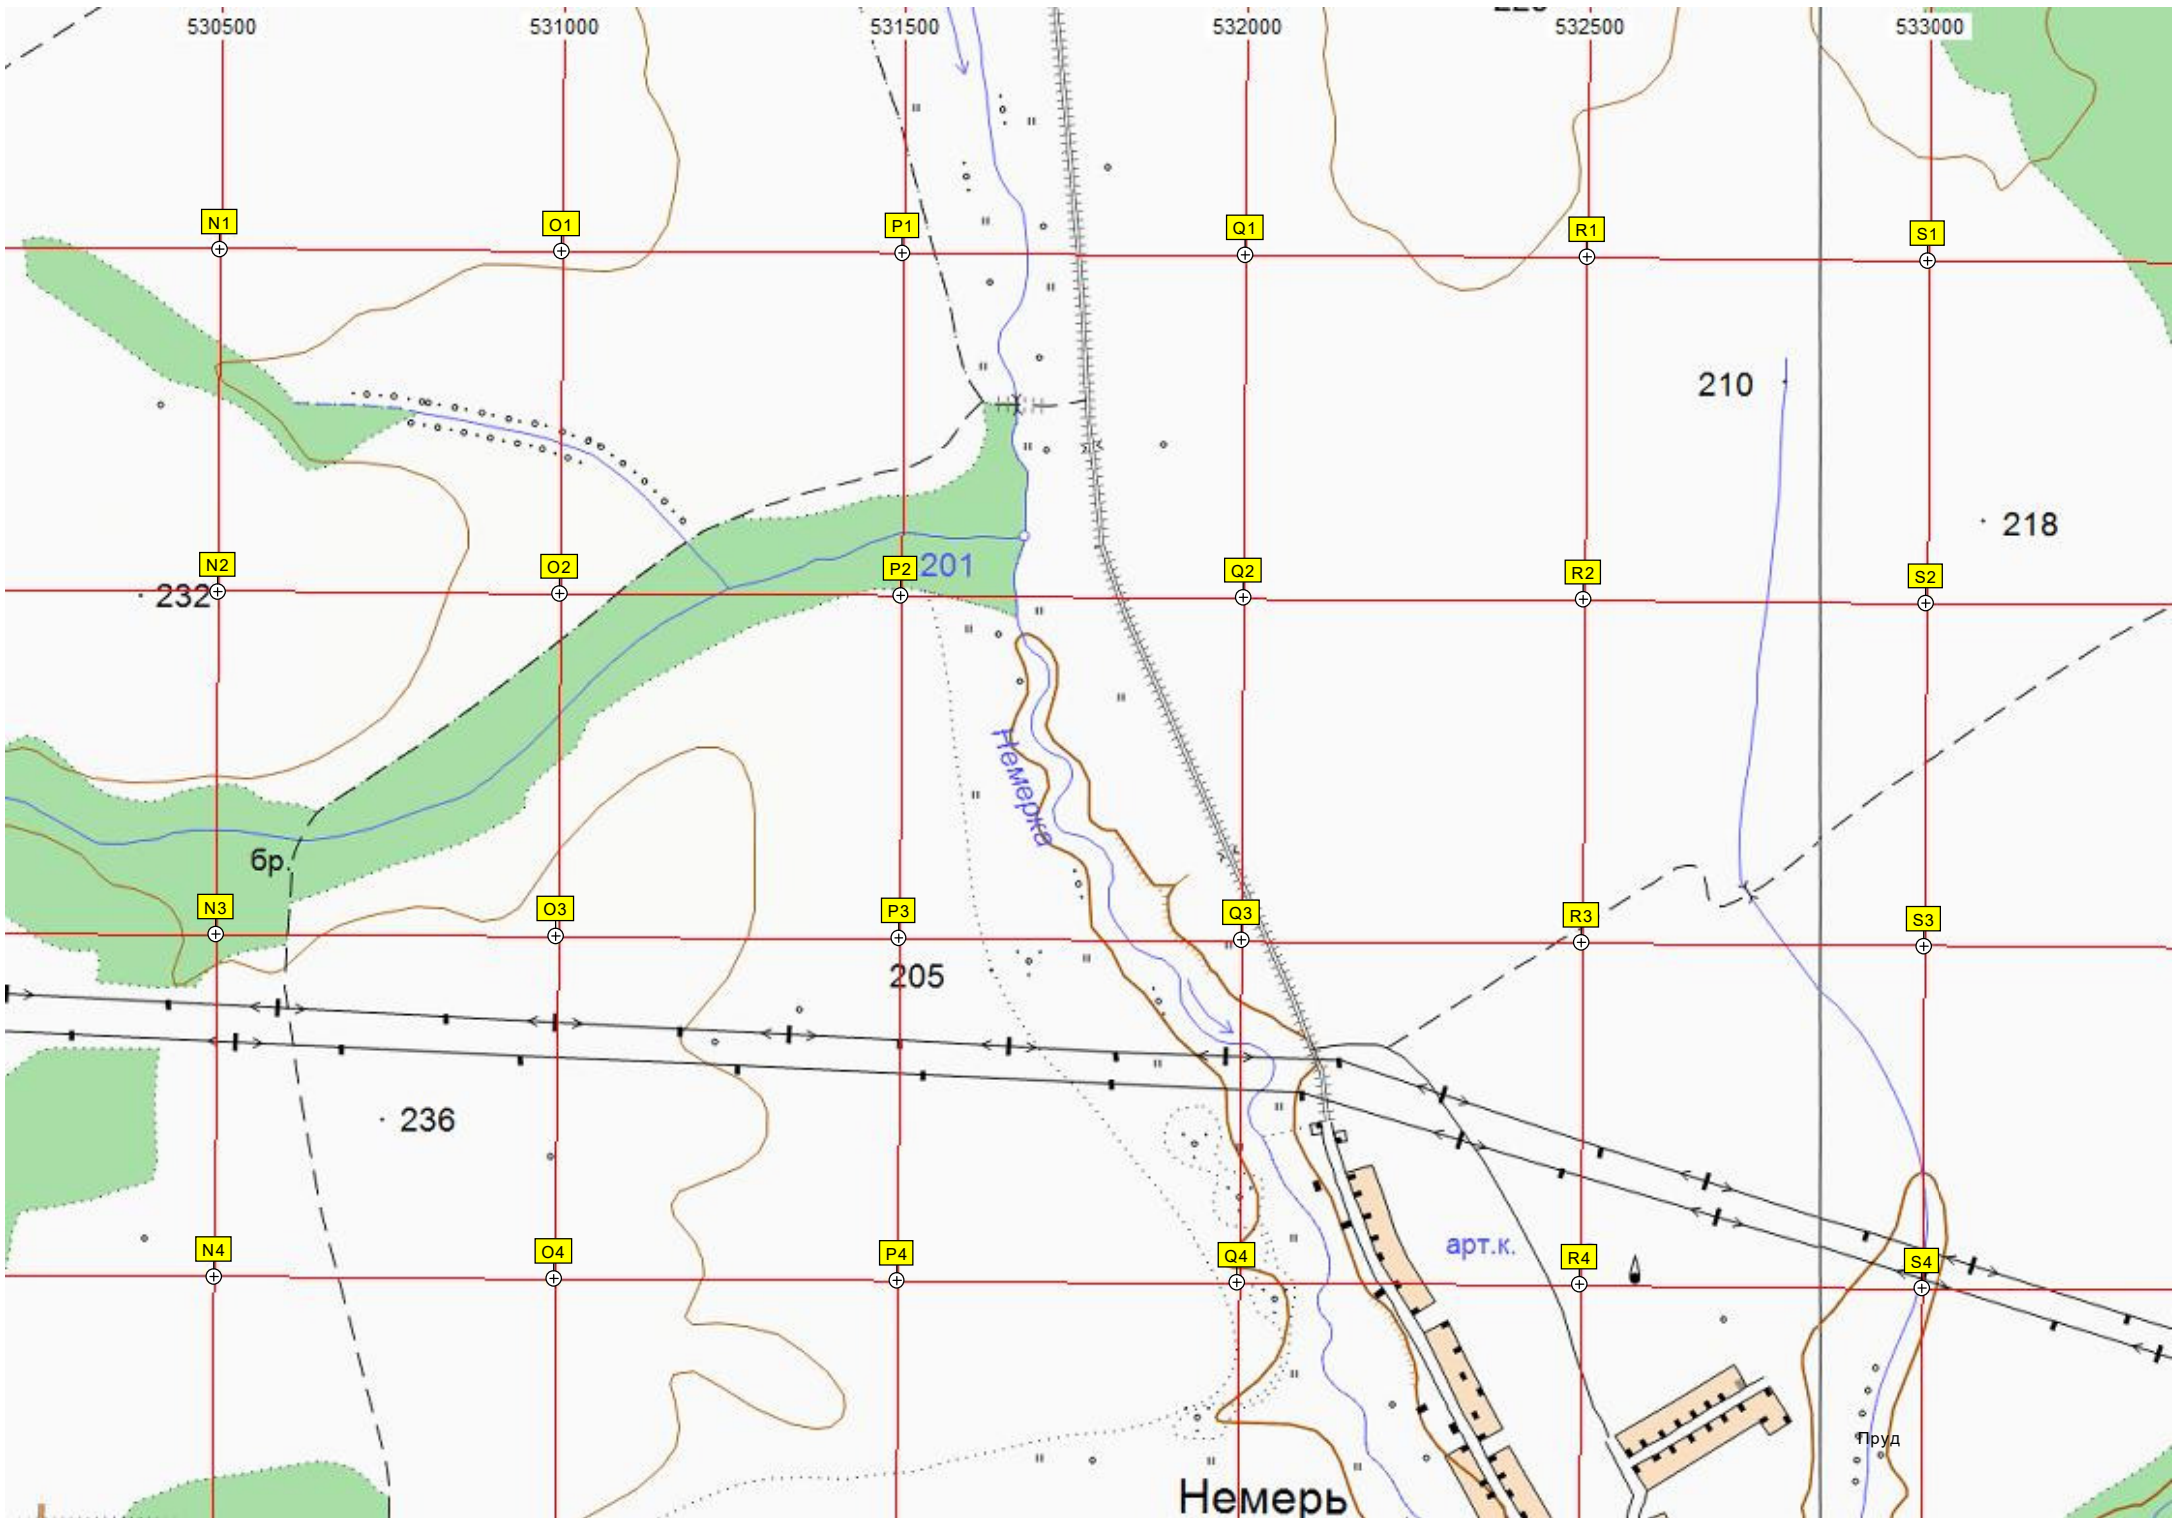 530500 531000 531500 532000 532500 533000
N1 O1 P1 Q1 R1 S1
210
218
N2 O2 P2 Q2 R2 S2
201
232
Немерка
бр.
N3 O3 P3 Q3 R3 S3
205
236
арт.к.
N4 O4 P4 Q4 R4 S4
Пруд
Немерь